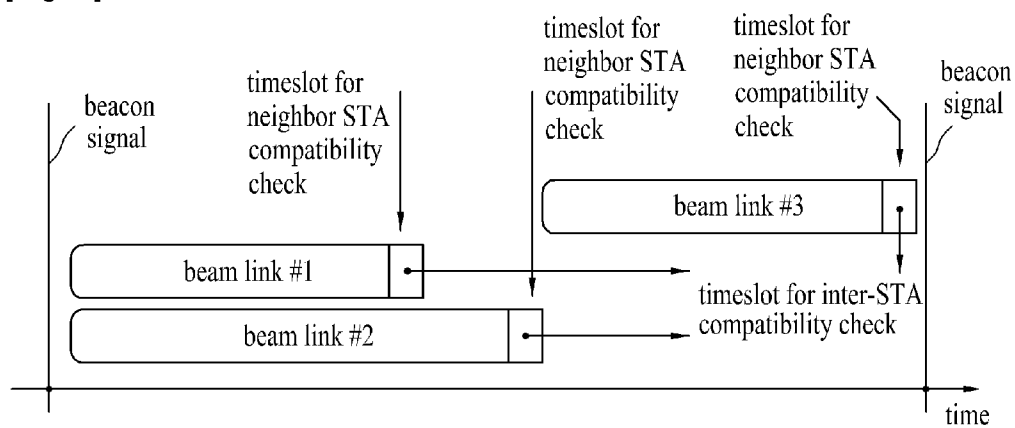 timeslot for
neighbor STA
compatibility
check
timeslot for
neighbor STA
compatibility
check
timeslot for
neighbor STA
compatibility
check
beacon
signal
beacon
signal
beam link #3
beam link #1
timeslot for inter-STA
compatibility check
beam link #2
time